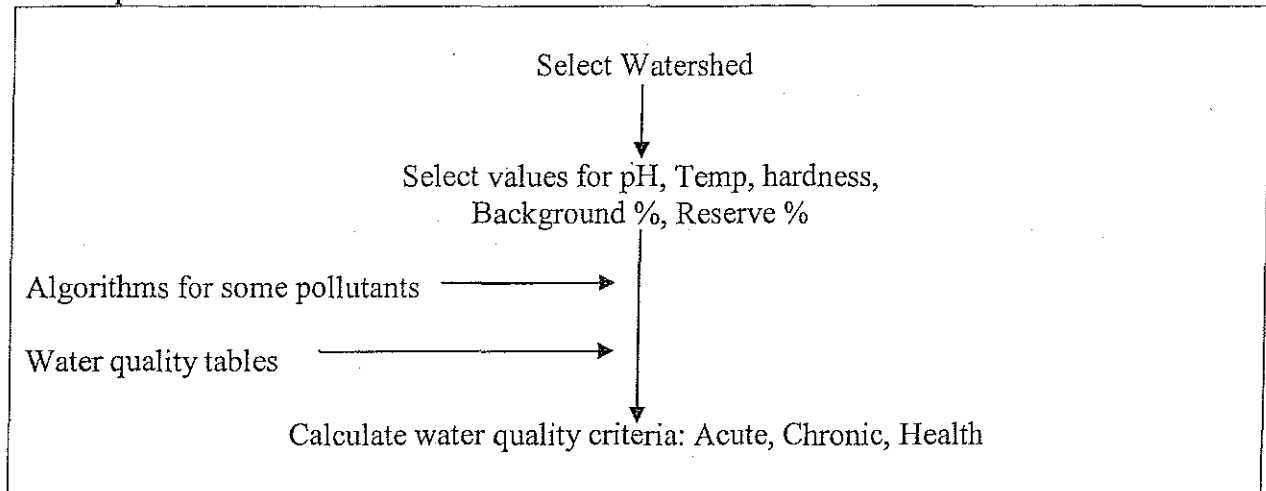 Select Watershed
Select values for pH, Temp, hardness,
Background %, Reserve %
Algorithms for some pollutants
Water quality tables
Calculate water quality criteria: Acute, Chronic, Health